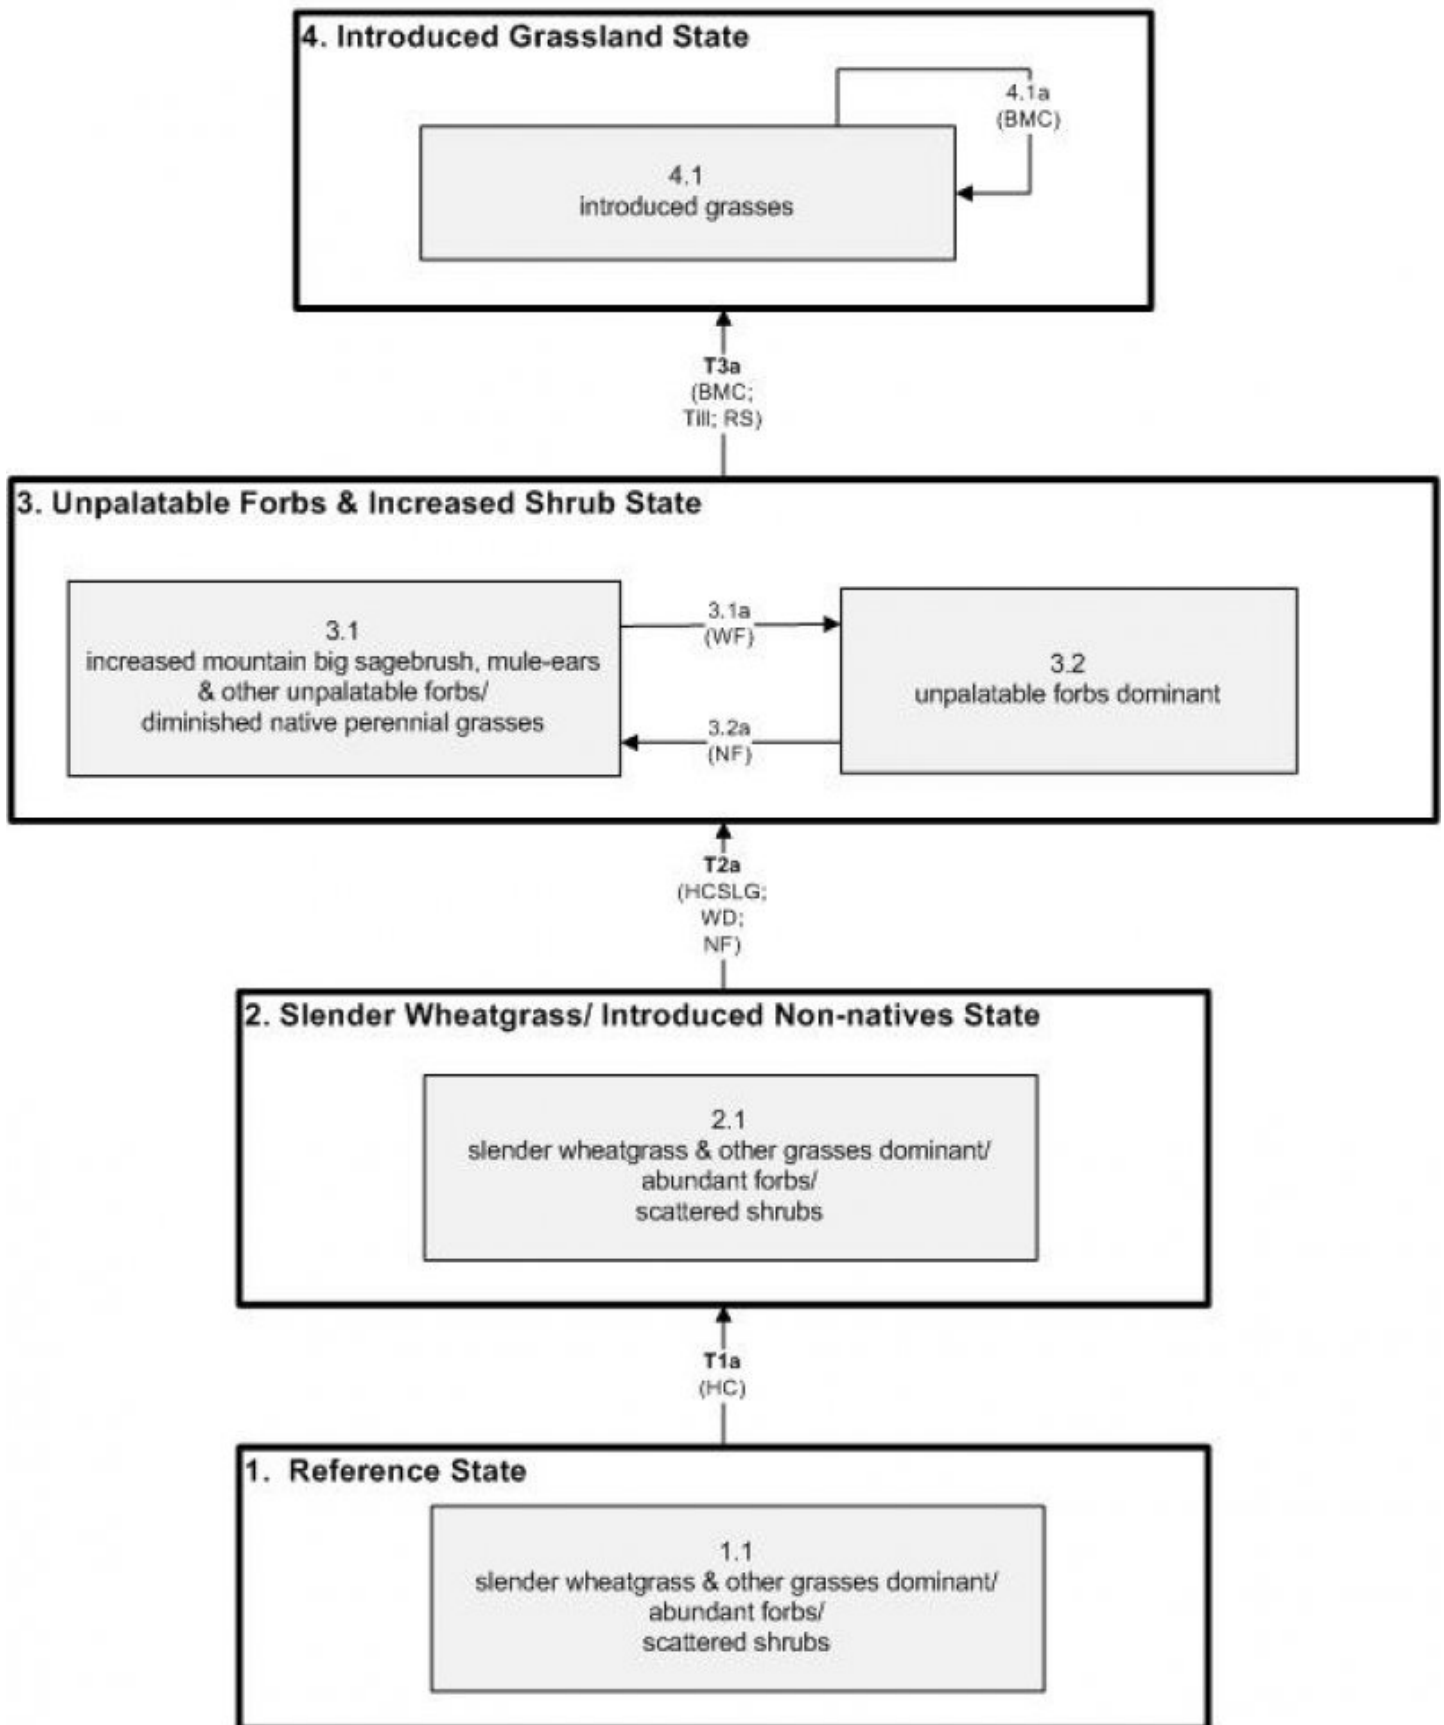 4. Introduced Grassland State
4.1a
(BMC)
4.1
introduced grasses
T3a
(BMC;
Till; RS)
3. Unpalatable Forbs & Increased Shrub State
3.1
increased mountain big sagebrush, mule-ears
& other unpalatable forbs/
diminished native perennial grasses
3.1a
(WF)
3.2a
(NF)
3.2
unpalatable forbs dominant
T2a
(HCSLG;
WD;
NF)
2. Slender Wheatgrass/ Introduced Non-natives State
2.1
slender wheatgrass & other grasses dominant/
abundant forbs/
scattered shrubs
T1a
(HC)
1.  Reference State
1.1
slender wheatgrass & other grasses dominant/
abundant forbs/
scattered shrubs